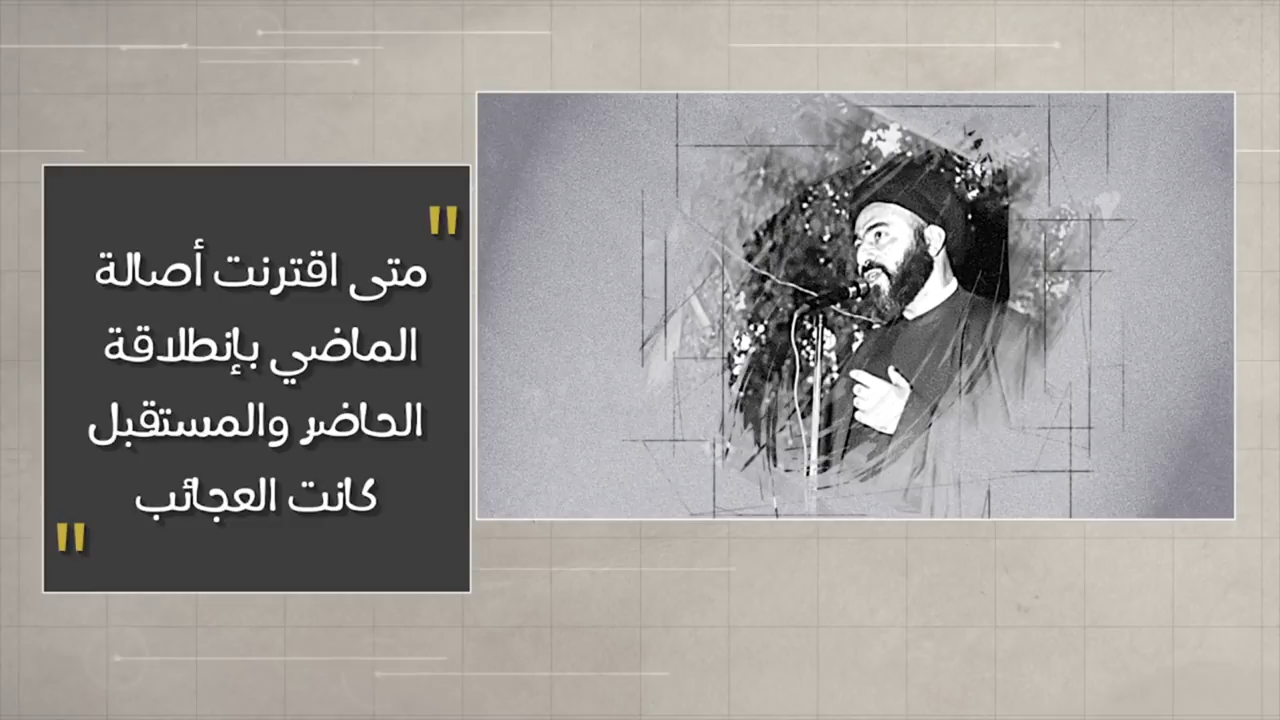 "
متى اقترنت أصالة
الماضي بإنطلاقة
الحاضر والمستقبل
كانت العجائب
"